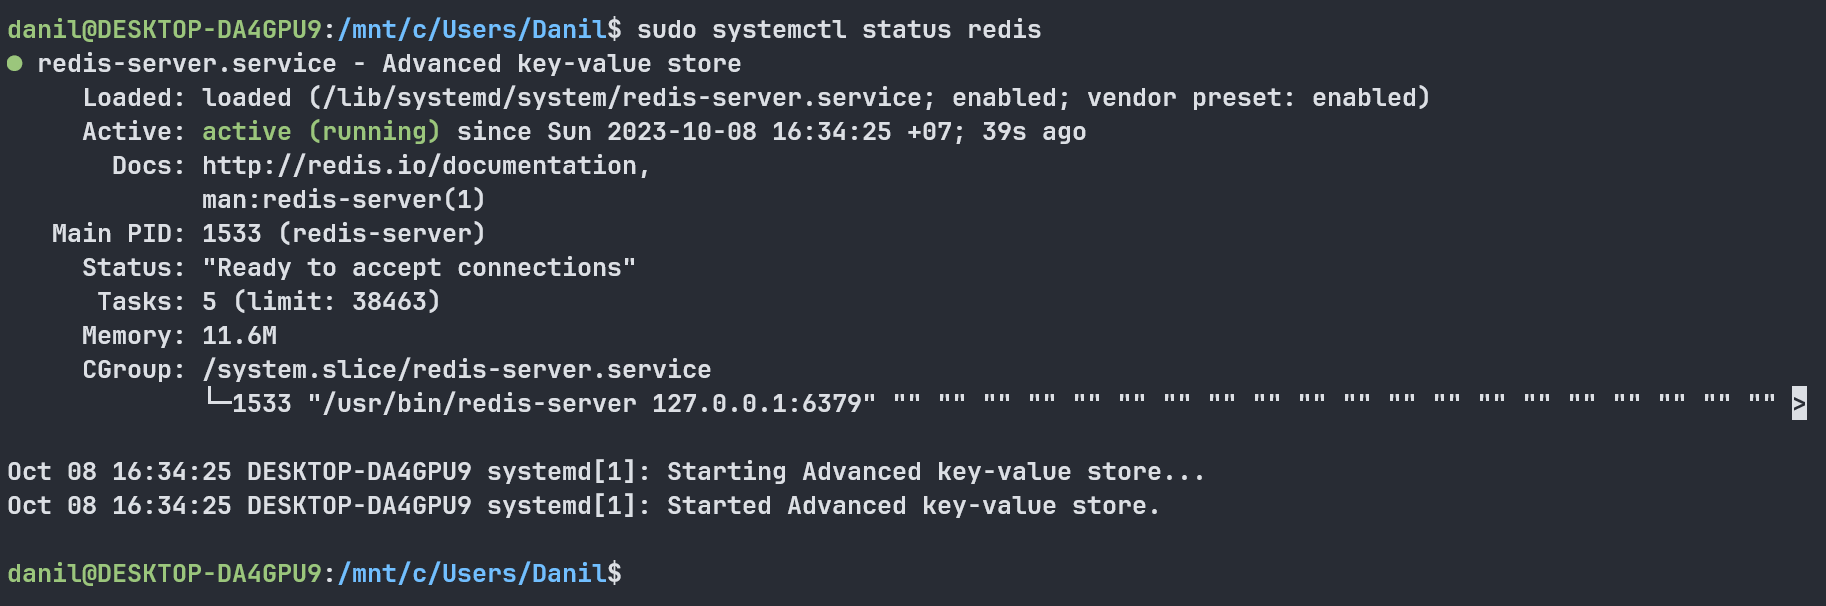 danil@DESKTOP-DA4GPU9:/mnt/c/Users/Danil$ sudo systemctl status redis
● redis-server.service - Advanced key-value store
     Loaded: loaded (/lib/systemd/system/redis-server.service; enabled; vendor preset: enabled)
     Active: active (running) since Sun 2023-10-08 16:34:25 +07; 39s ago
       Docs: http://redis.io/documentation,
             man:redis-server(1)
   Main PID: 1533 (redis-server)
     Status: "Ready to accept connections"
      Tasks: 5 (limit: 38463)
     Memory: 11.6M
     CGroup: /system.slice/redis-server.service
             └─1533 "/usr/bin/redis-server 127.0.0.1:6379" "" "" "" "" "" "" "" "" "" "" "" "" "" "" "" "" "" "" "" "" >
Oct 08 16:34:25 DESKTOP-DA4GPU9 systemd[1]: Starting Advanced key-value store...
Oct 08 16:34:25 DESKTOP-DA4GPU9 systemd[1]: Started Advanced key-value store.
danil@DESKTOP-DA4GPU9:/mnt/c/Users/Danil$